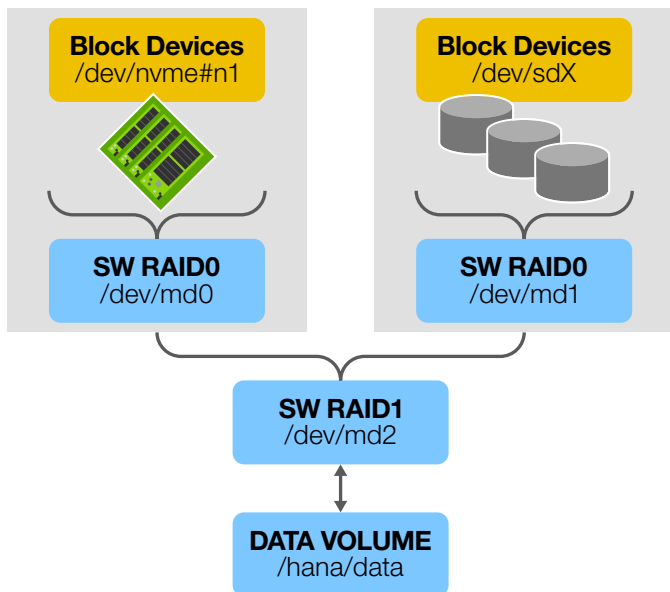 Block Devices
/dev/nvme#n1
Block Devices
/dev/sdX
SW RAID0
/dev/md0
SW RAID0
/dev/md1
SW RAID1
/dev/md2
DATA VOLUME
/hana/data